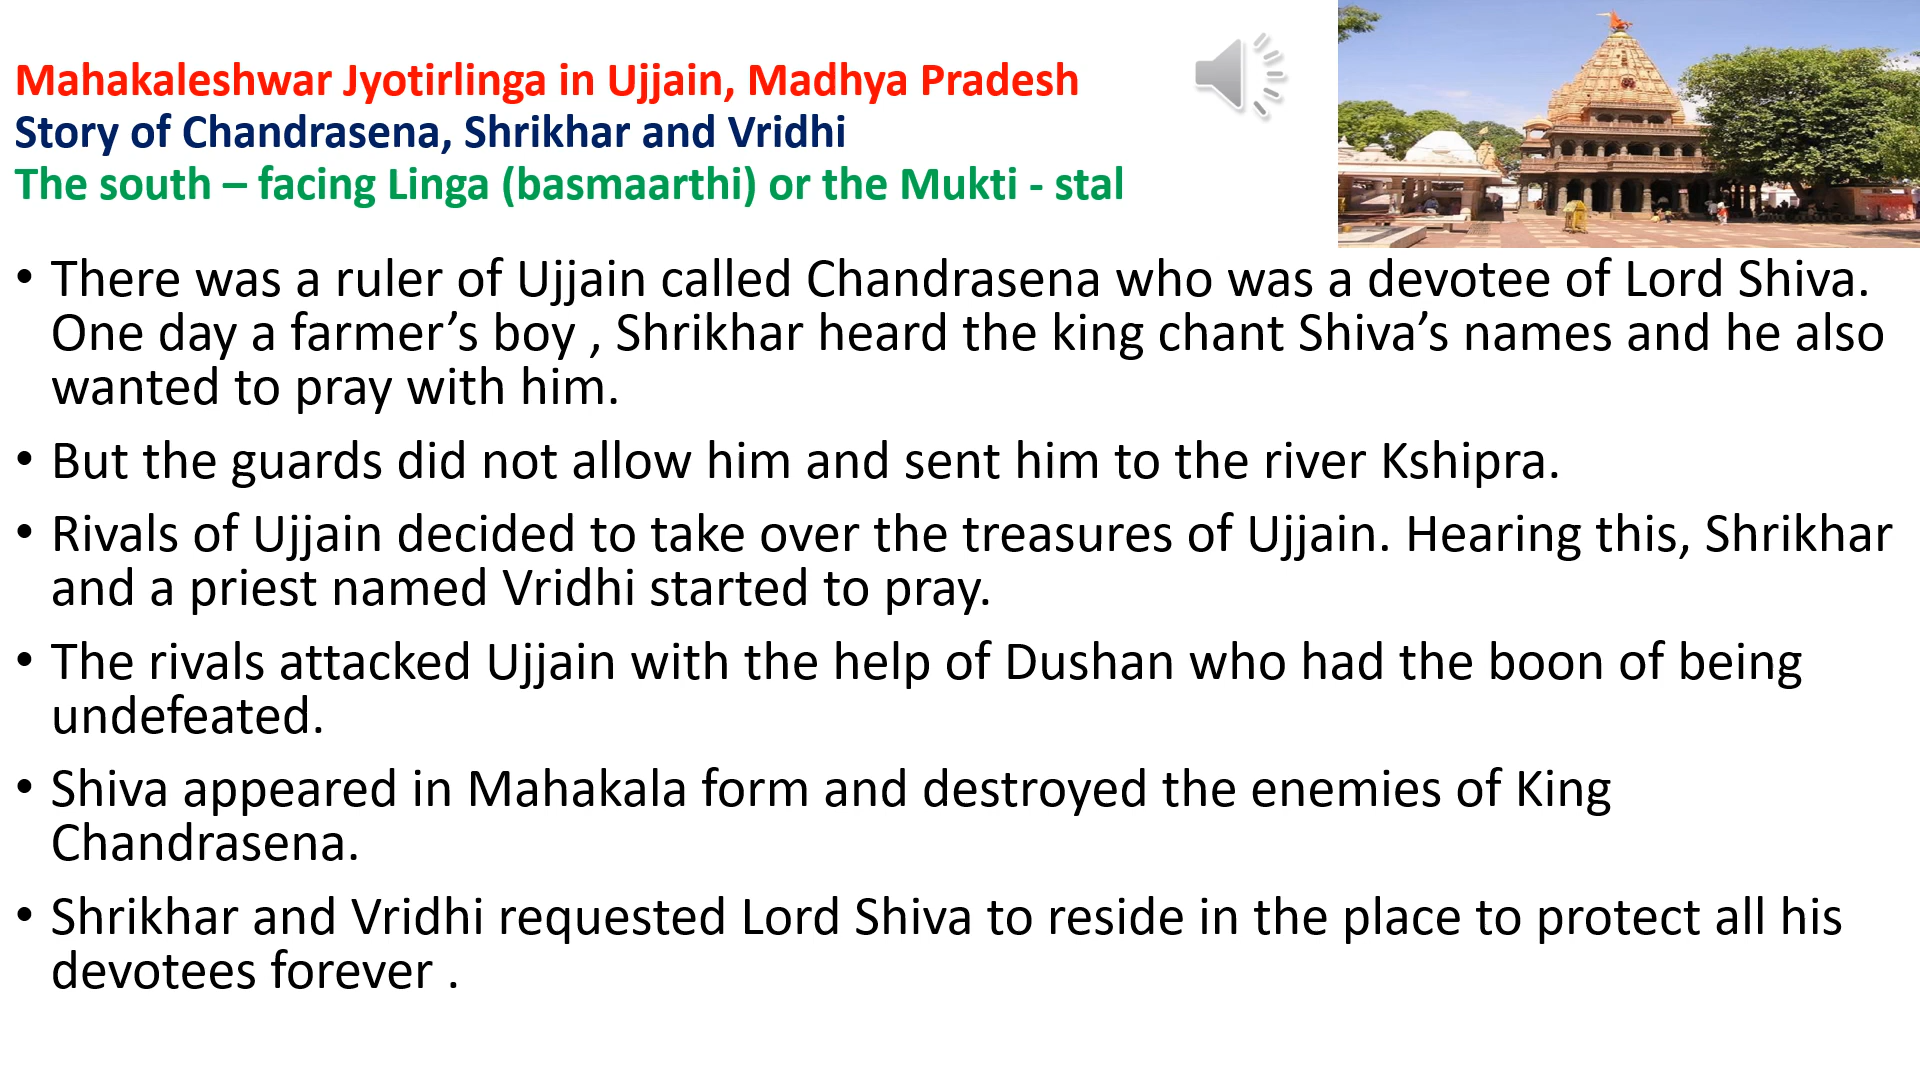 Mahakaleshwar Jyotirlinga in Ujjain, Madhya Pradesh
Story of Chandrasena, Shrikhar and Vridhi
The south – facing Linga (basmaarthi) or the Mukti - stal
• There was a ruler of Ujjain called Chandrasena who was a devotee of Lord Shiva.
One day a farmer’s boy , Shrikhar heard the king chant Shiva’s names and he also
wanted to pray with him.
• But the guards did not allow him and sent him to the river Kshipra.
• Rivals of Ujjain decided to take over the treasures of Ujjain. Hearing this, Shrikhar
and a priest named Vridhi started to pray.
• The rivals attacked Ujjain with the help of Dushan who had the boon of being
undefeated.
• Shiva appeared in Mahakala form and destroyed the enemies of King
Chandrasena.
• Shrikhar and Vridhi requested Lord Shiva to reside in the place to protect all his
devotees forever .